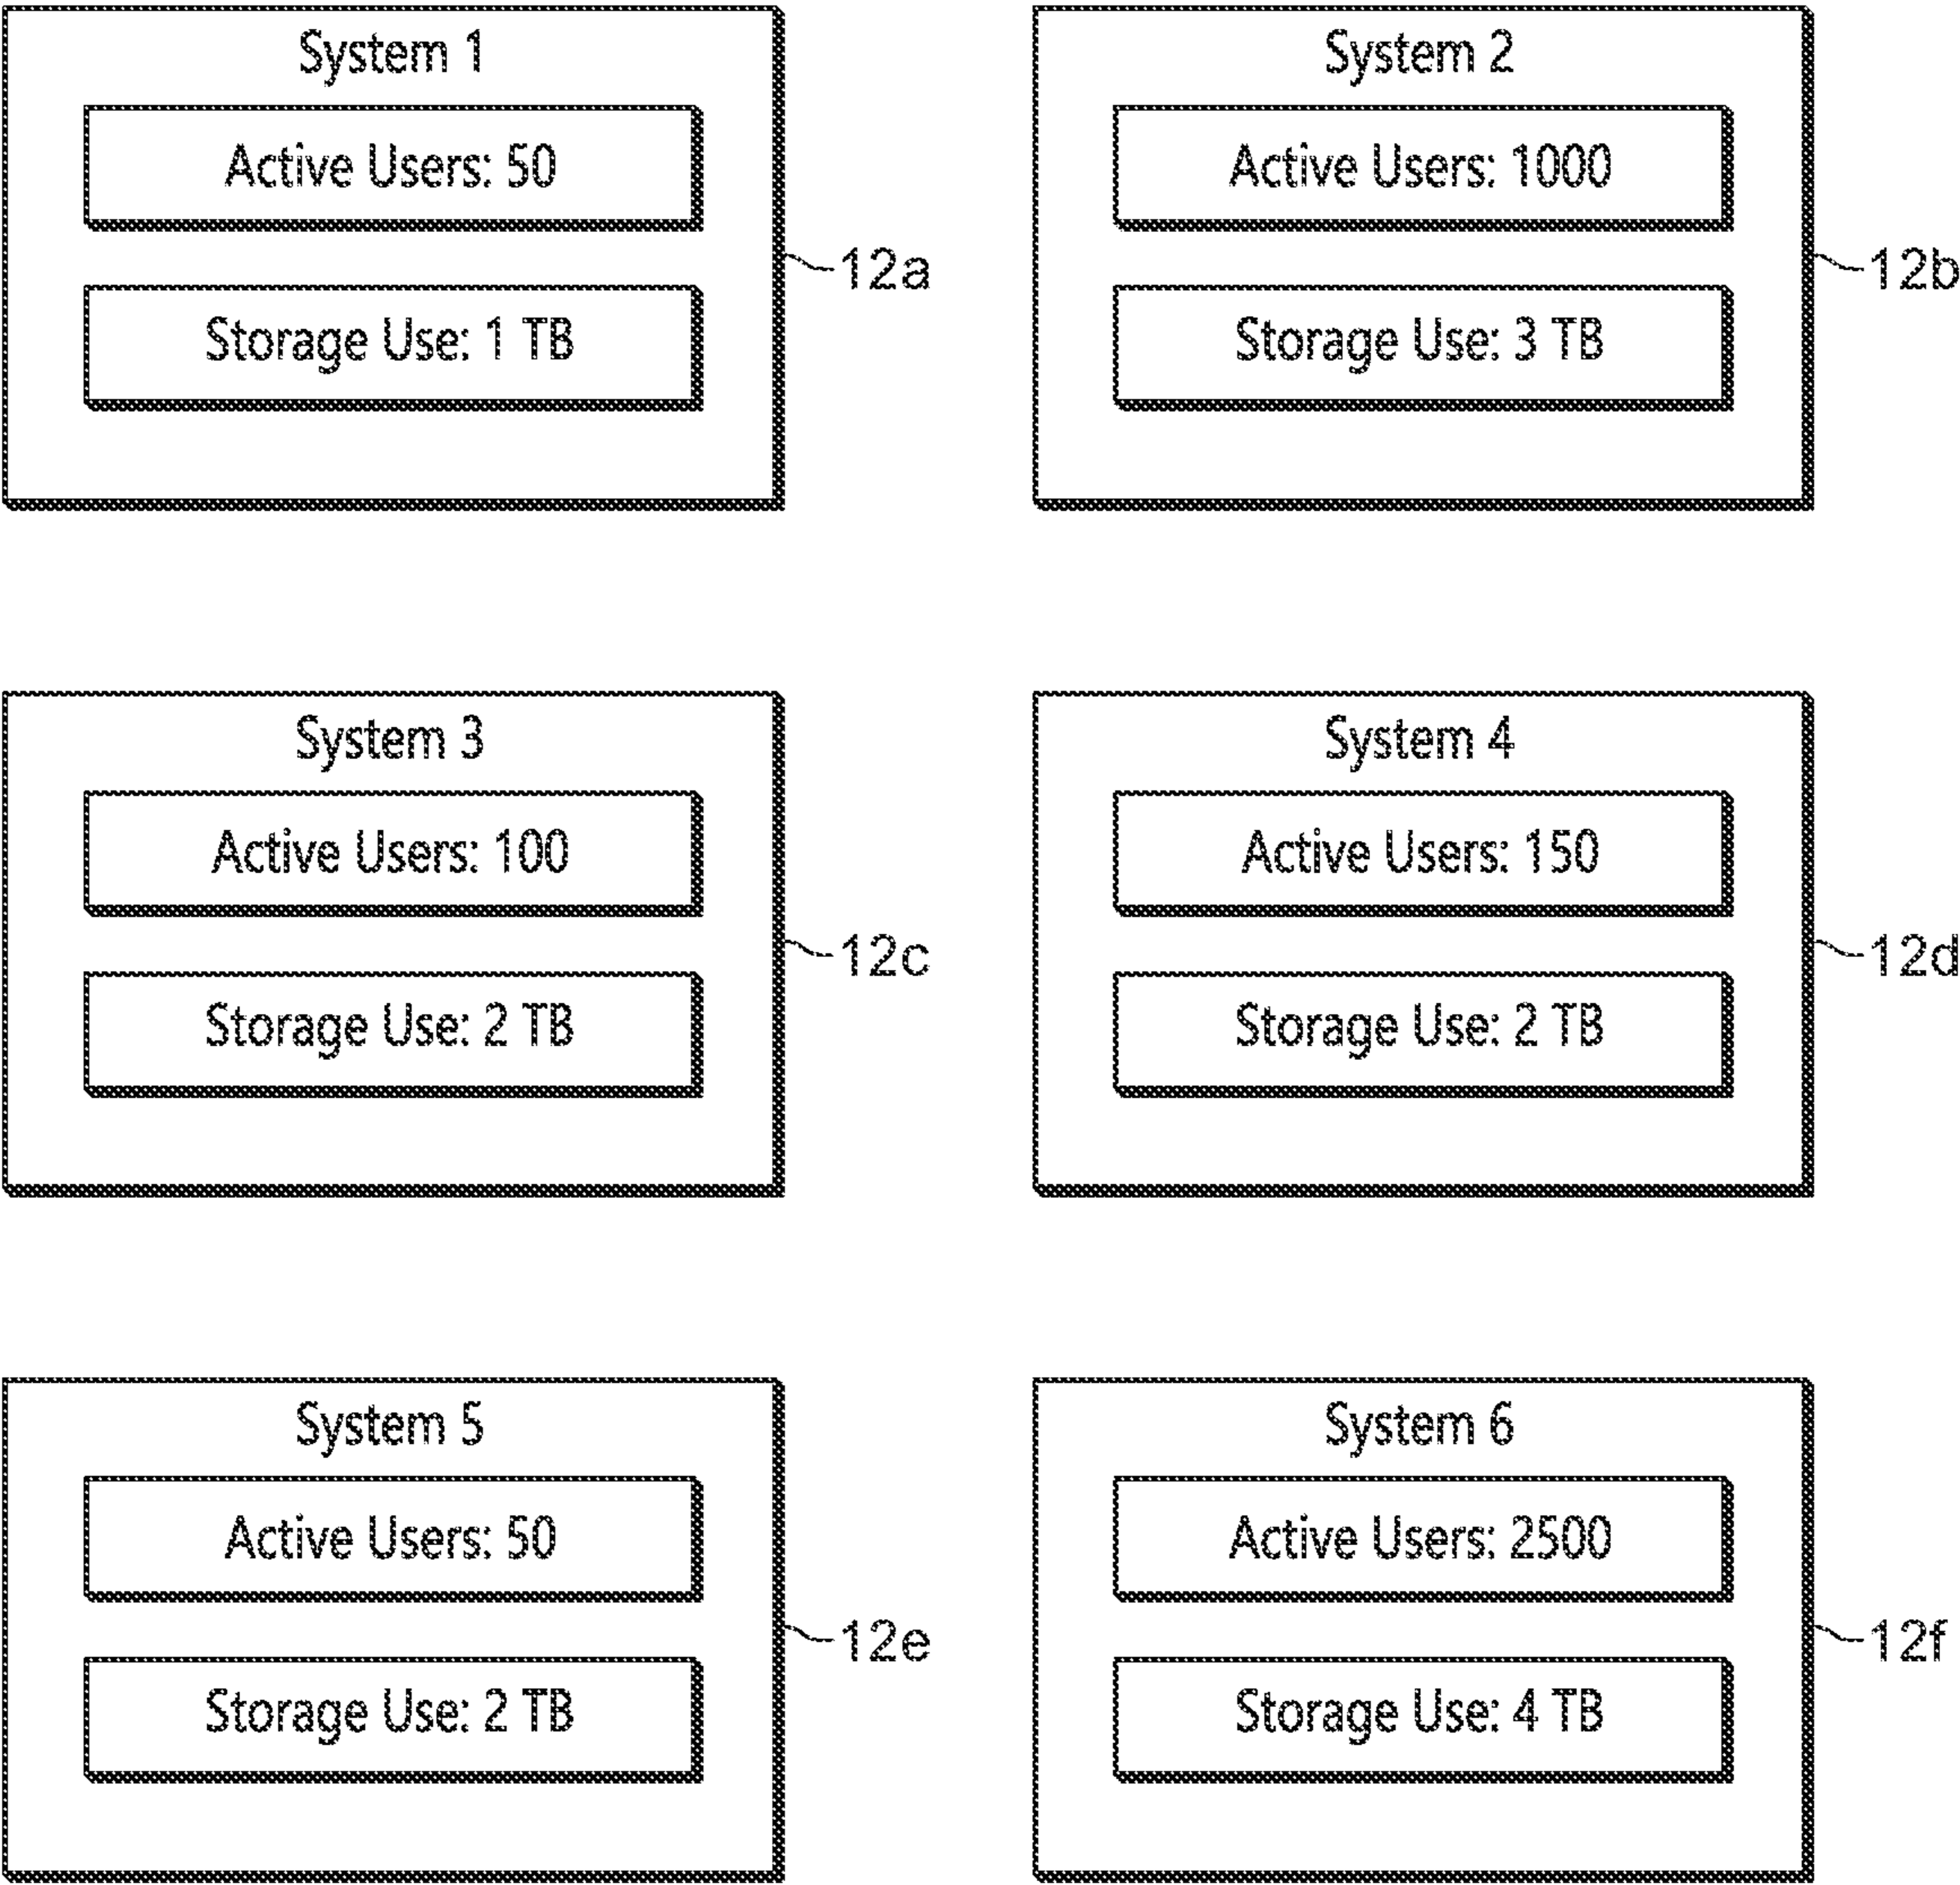 System 1
Active Users: 50
Storage Use: 1 TB
12a
System 2
Active Users: 1000
Storage Use: 3 TB
12b
System 3
Active Users: 100
Storage Use: 2 TB
12c
System 4
Active Users: 150
Storage Use: 2 TB
12d
System 5
Active Users: 50
Storage Use: 2 TB
12e
System 6
Active Users: 2500
Storage Use: 4 TB
12f